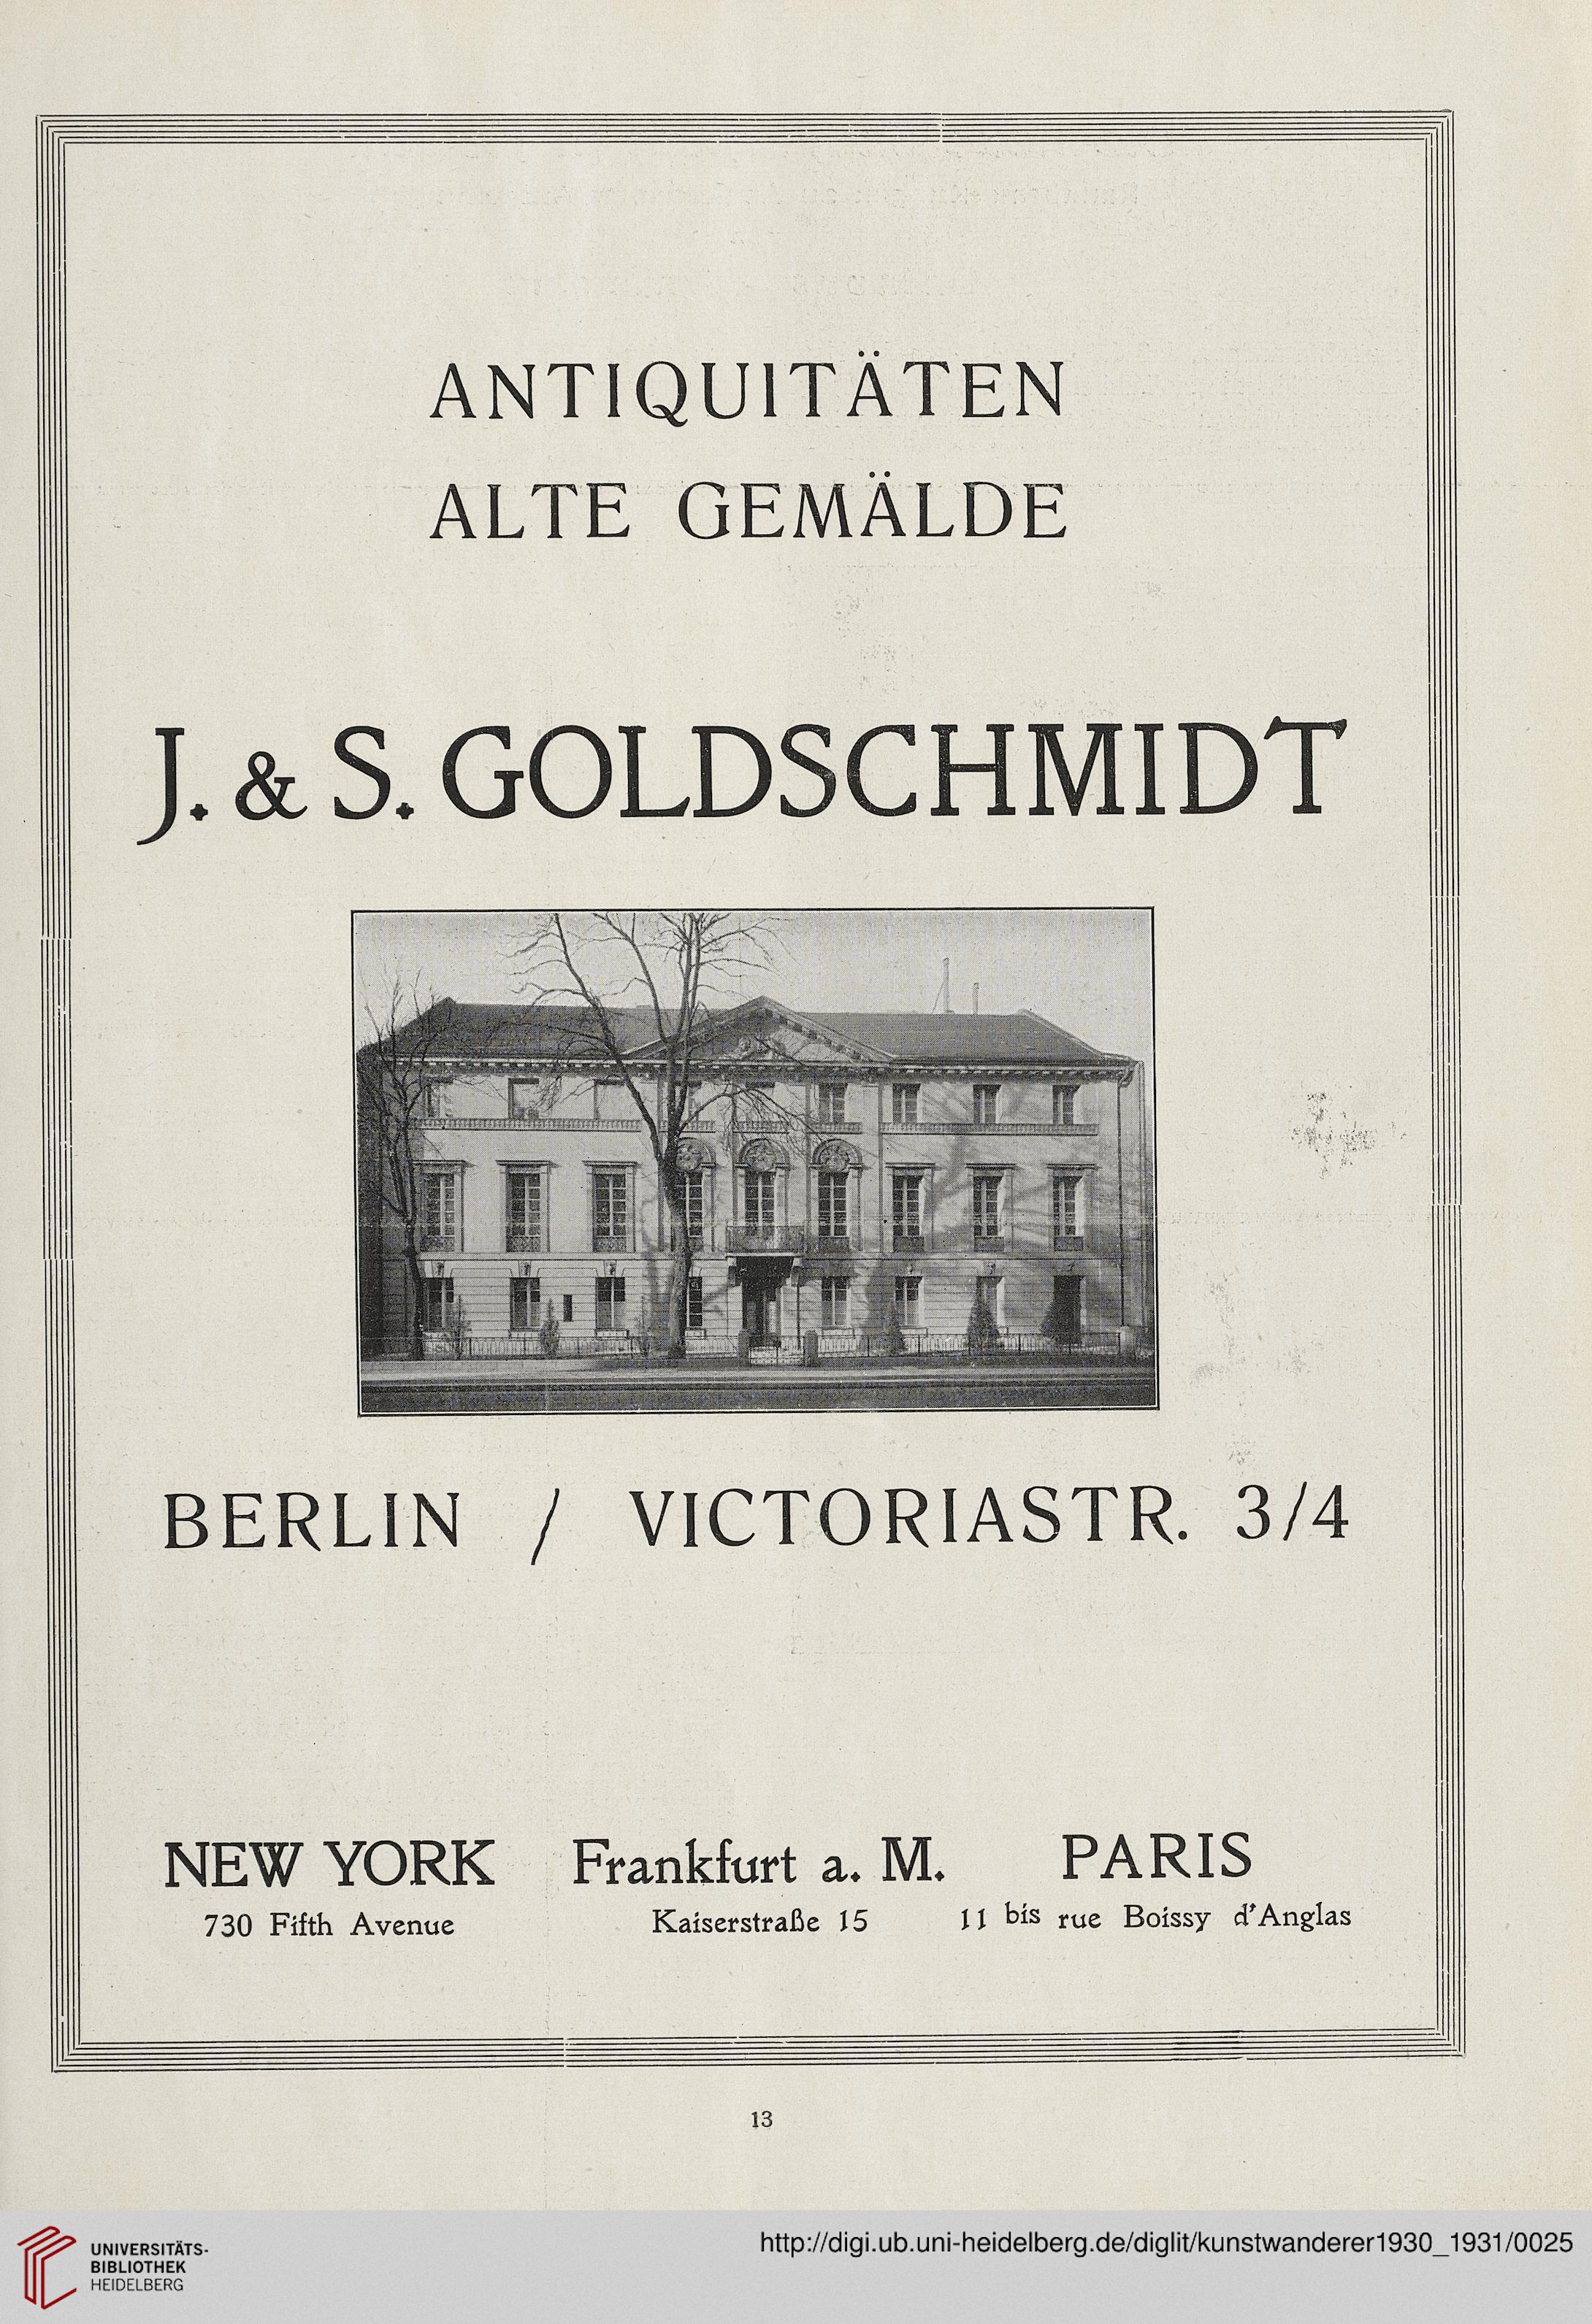 ANTIQUITÄTEN
ALTE GEMÄLDE
J. & S. GOLDSCHMIDT
BERLIN / VICTORIASTR. 3/4
NEW YORK Frankfurt a. M. PARIS
730 Fifth Avenue Kaiserstraße 15 11 bis rue Boissy d'Anglas
13
UNIVERSITÄTS-
BIBLIOTHEK
HEIDELBERG
http://digi.ub.uni-heidelberg.de/diglit/kunstwanderer1930_1931/0025